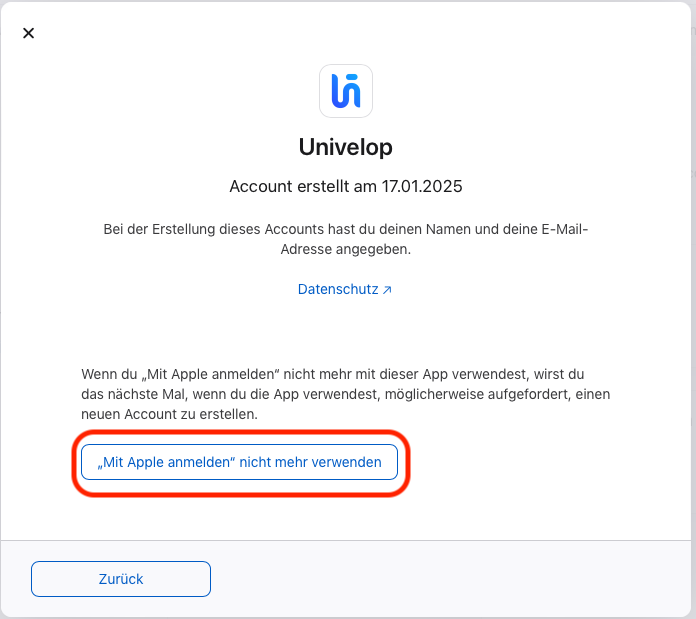 Univelop
Account erstellt am 17.01.2025
Bei der Erstellung dieses Accounts hast du deinen Namen und deine E-Mail-
Adresse angegeben.
Datenschutz ↗
Wenn du „Mit Apple anmelden“ nicht mehr mit dieser App verwendest, wirst du
das nächste Mal, wenn du die App verwendest, möglicherweise aufgefordert, einen
neuen Account zu erstellen.
„Mit Apple anmelden“ nicht mehr verwenden
Zurück